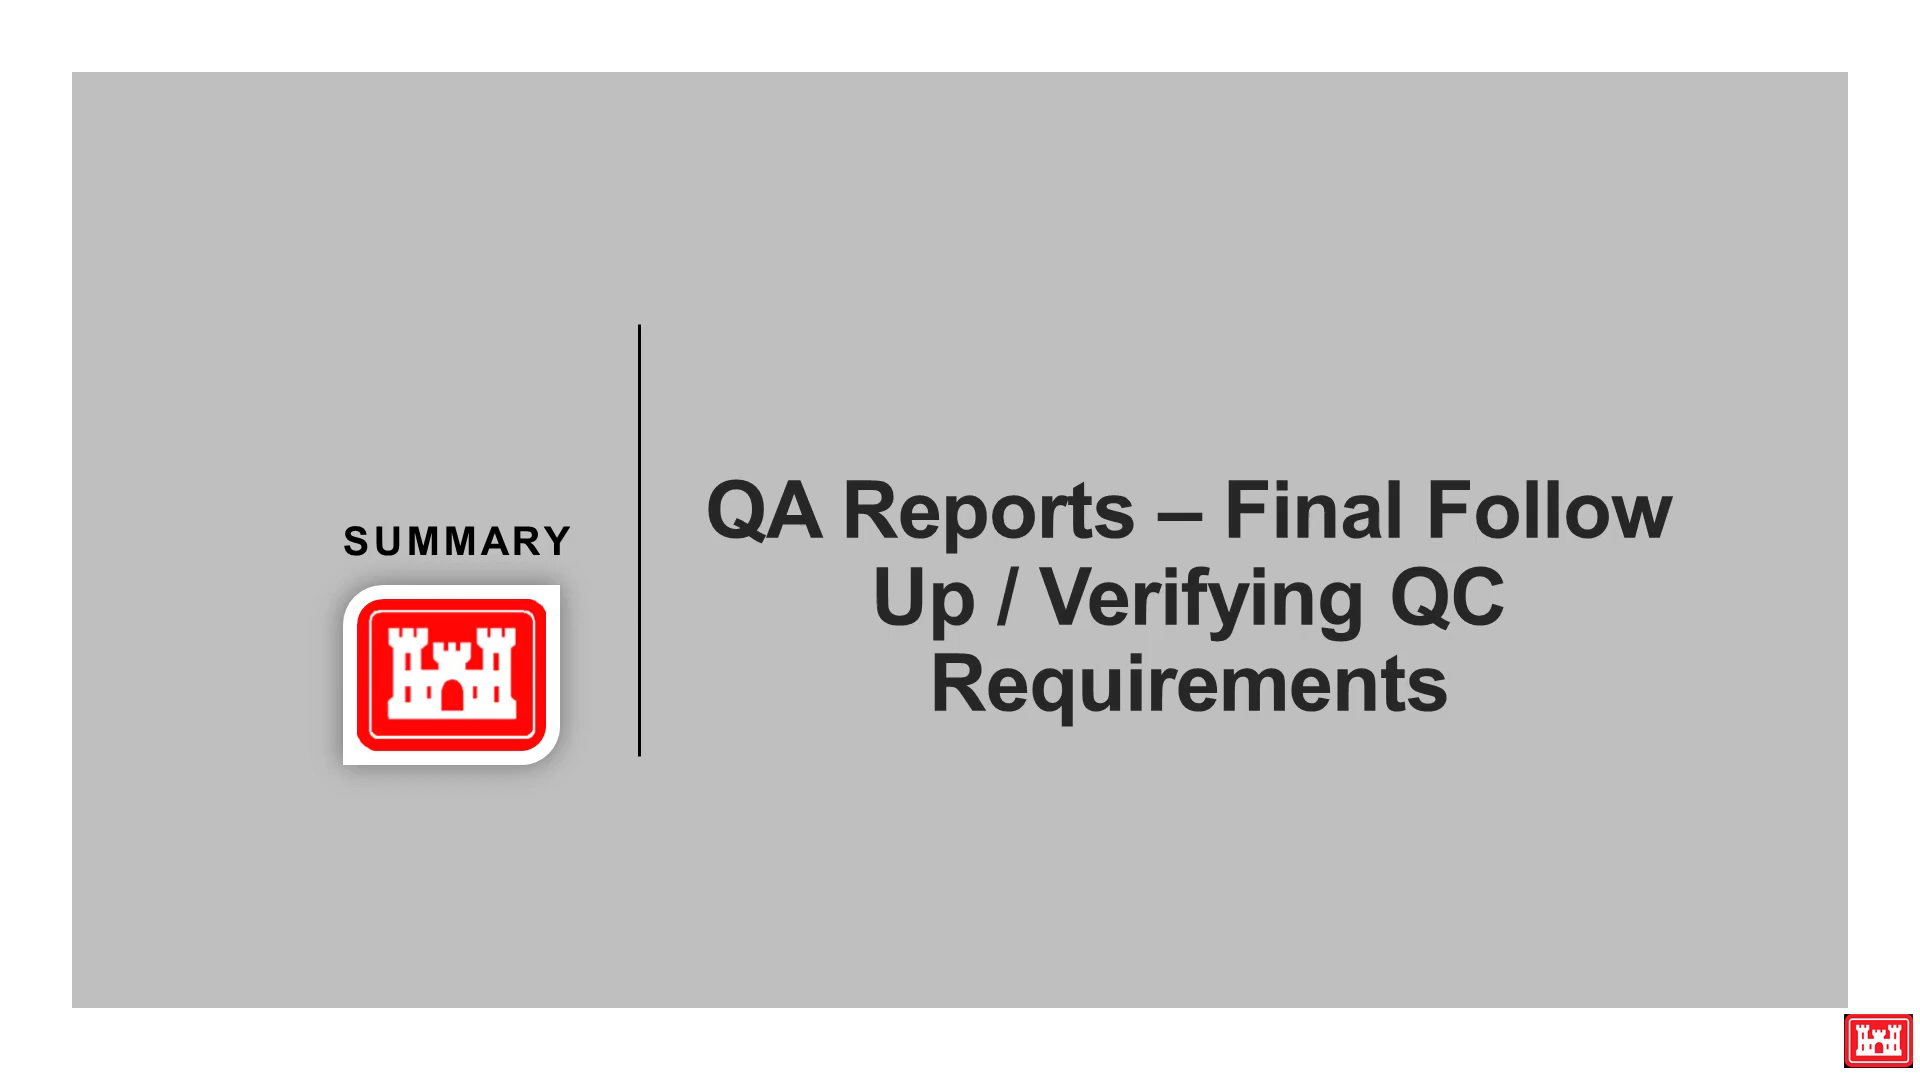 SUMMARY
QA Reports – Final Follow
Up / Verifying QC
Requirements